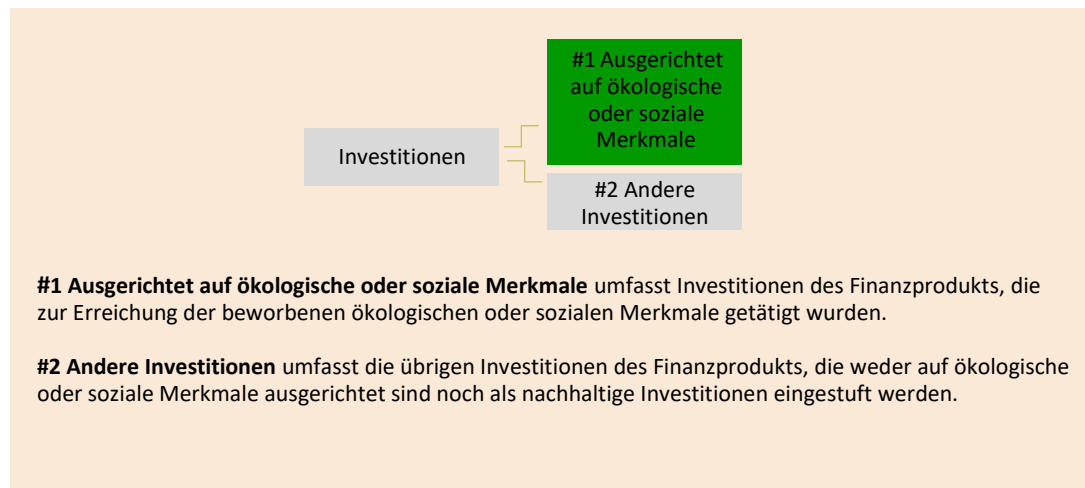 #1 Ausgerichtet
auf ökologische
oder soziale
Merkmale
Investitionen
#2 Andere
Investitionen
#1 Ausgerichtet auf ökologische oder soziale Merkmale umfasst Investitionen des Finanzprodukts, die
zur Erreichung der beworbenen ökologischen oder sozialen Merkmale getätigt wurden.
#2 Andere Investitionen umfasst die übrigen Investitionen des Finanzprodukts, die weder auf ökologische
oder soziale Merkmale ausgerichtet sind noch als nachhaltige Investitionen eingestuft werden.